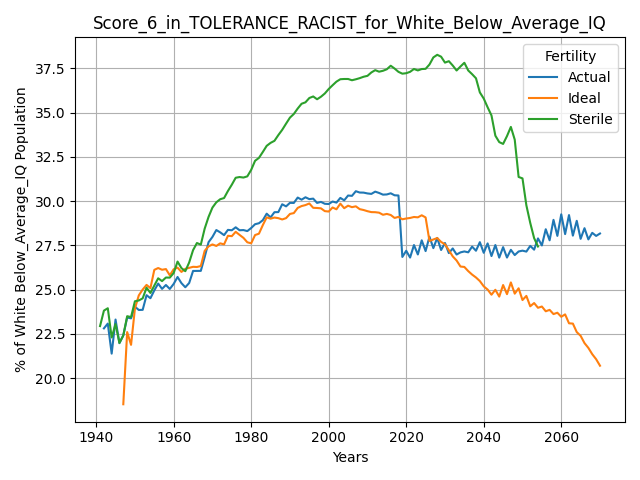 Score_6_in_TOLERANCE_RACIST_for_White_Below_Average_IQ
% of White Below_Average_IQ Population
37.5
35.0
32.5
30.0
27.5
25.0
22.5
20.0
Fertility
Actual
Ideal
Sterile
1940 1960 1980 2000 2020 2040 2060
Years